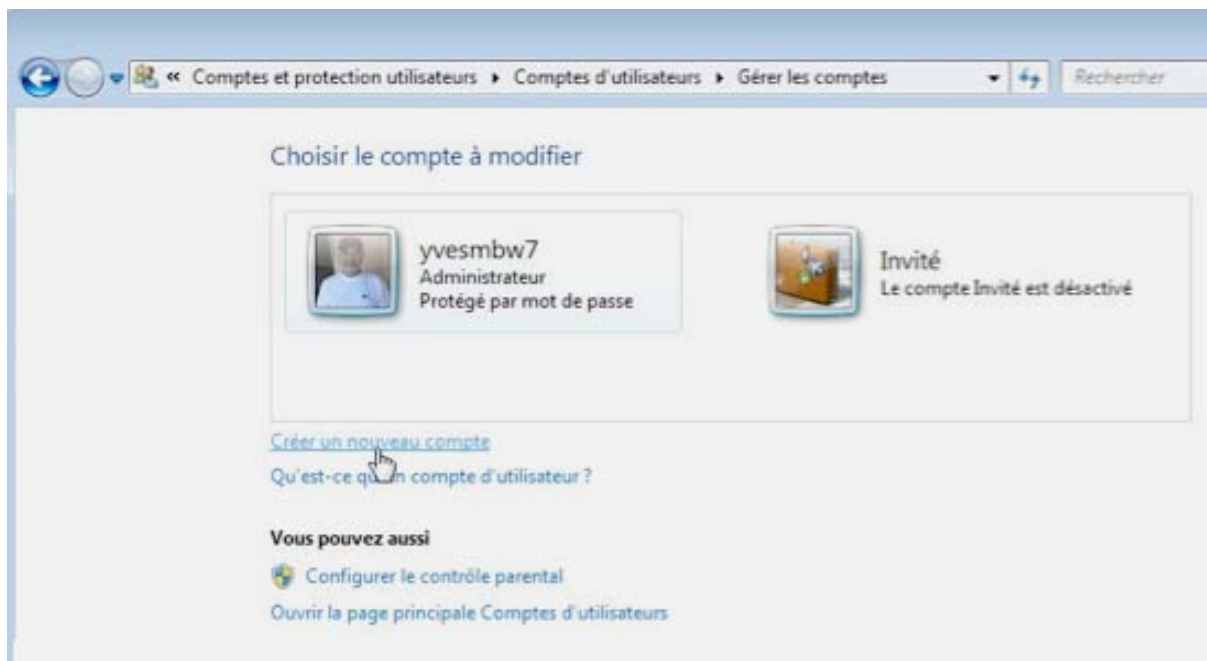 « Comptes et protection utilisateurs ▸ Comptes d'utilisateurs ▸ Gérer les comptes
Rechercher
Choisir le compte à modifier
yvesmbw7
Administrateur
Protégé par mot de passe
Invité
Le compte Invité est désactivé
Créer un nouveau compte
Qu'est-ce qu'un compte d'utilisateur ?
Vous pouvez aussi
Configurer le contrôle parental
Ouvrir la page principale Comptes d'utilisateurs